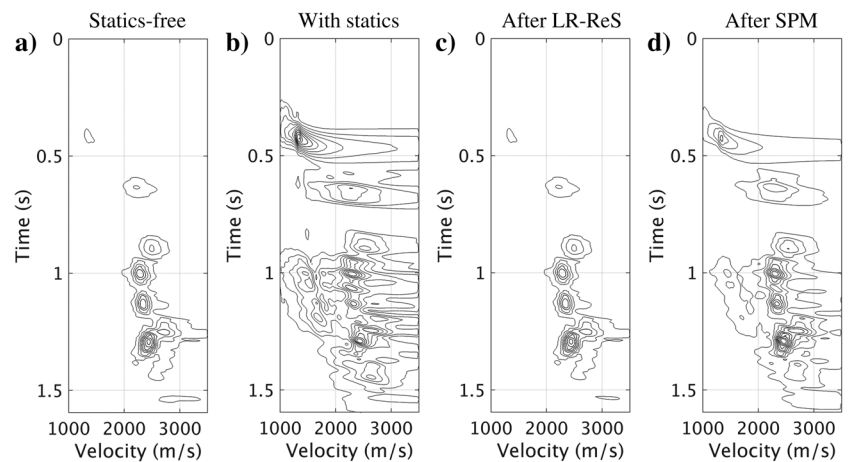 Statics-free With statics After LR-ReS After SPM
a) b) c) d)
0 0 0 0
0.5 0.5 0.5 0.5
Time (s) Time (s) Time (s) Time (s)
1 1 1 1
1.5 1.5 1.5 1.5
1000 2000 3000 1000 2000 3000 1000 2000 3000 1000 2000 3000
Velocity (m/s) Velocity (m/s) Velocity (m/s) Velocity (m/s)